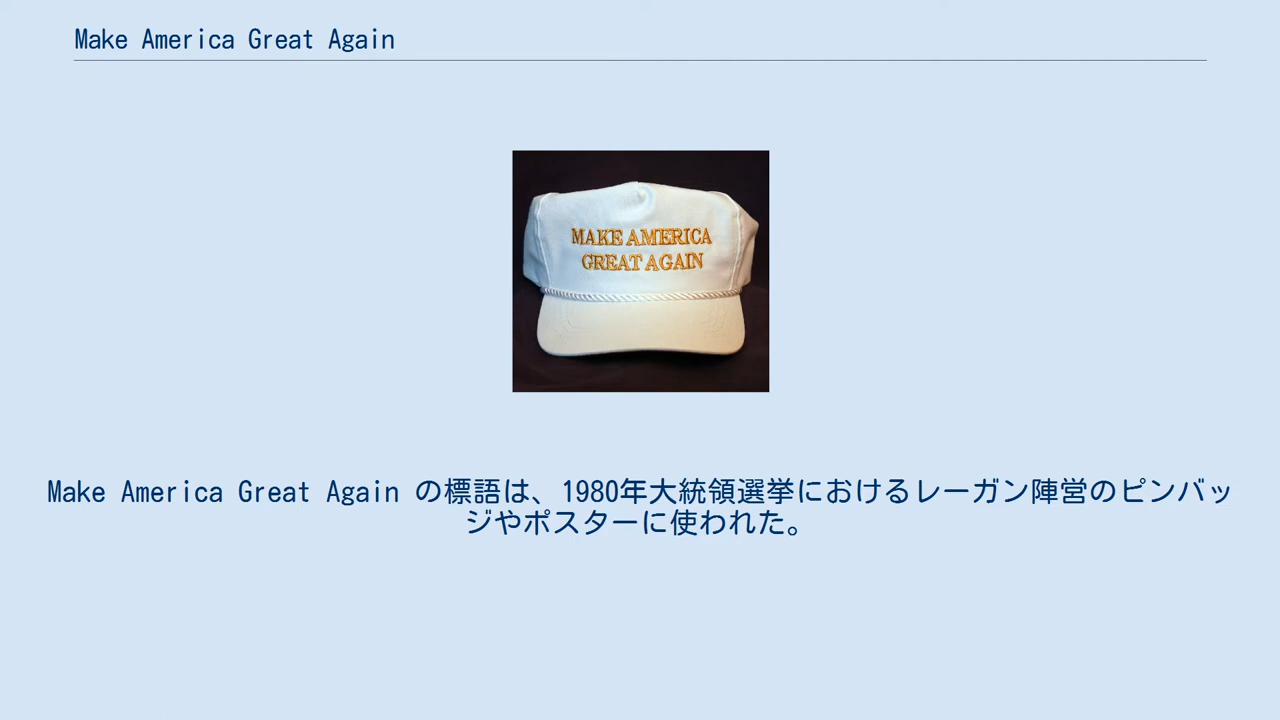 Make America Great Again
MAKE AMERICA
GREAT AGAIN
Make America Great Again の標語は、1980年大統領選挙におけるレーガン陣営のピンバッ
ジやポスターに使われた。